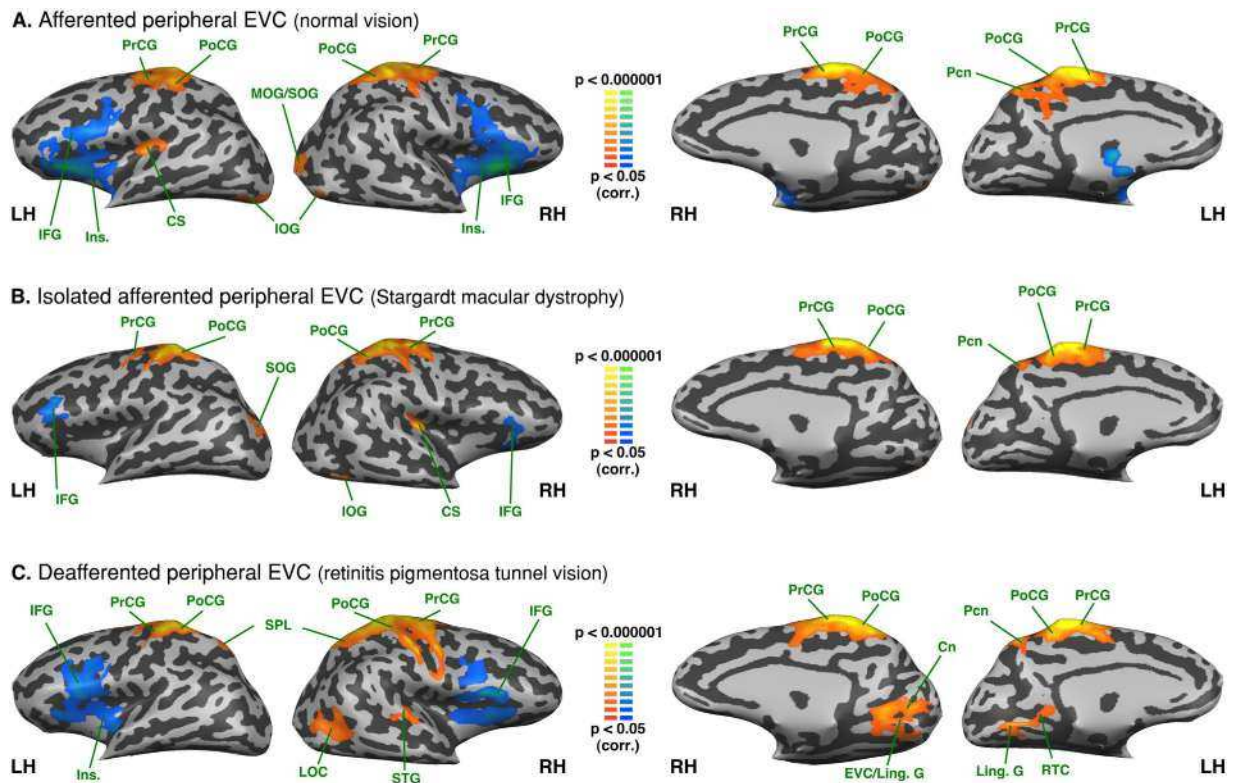 A. Afferented peripheral EVC (normal vision)
PrCG PoCG PoCG PrCG PrCG PoCG PoCG PrCG
Pcn
MOG/SOG
p < 0.000001
p < 0.05
(corr.)
LH IFG Ins. CS IOG Ins. IFG RH RH LH
B. Isolated afferented peripheral EVC (Stargardt macular dystrophy)
PrCG PoCG PoCG PrCG PrCG PoCG PoCG PrCG
Pcn
SOG
p < 0.000001
p < 0.05
(corr.)
LH IFG IOG CS IFG RH RH LH
C. Deafferented peripheral EVC (retinitis pigmentosa tunnel vision)
IFG PrCG PoCG SPL PoCG PrCG IFG PrCG PoCG Pcn PoCG PrCG
Cn
p < 0.000001
p < 0.05
(corr.)
LH Ins. LOC STG RH RH EVC/Ling. G Ling. G RTC LH